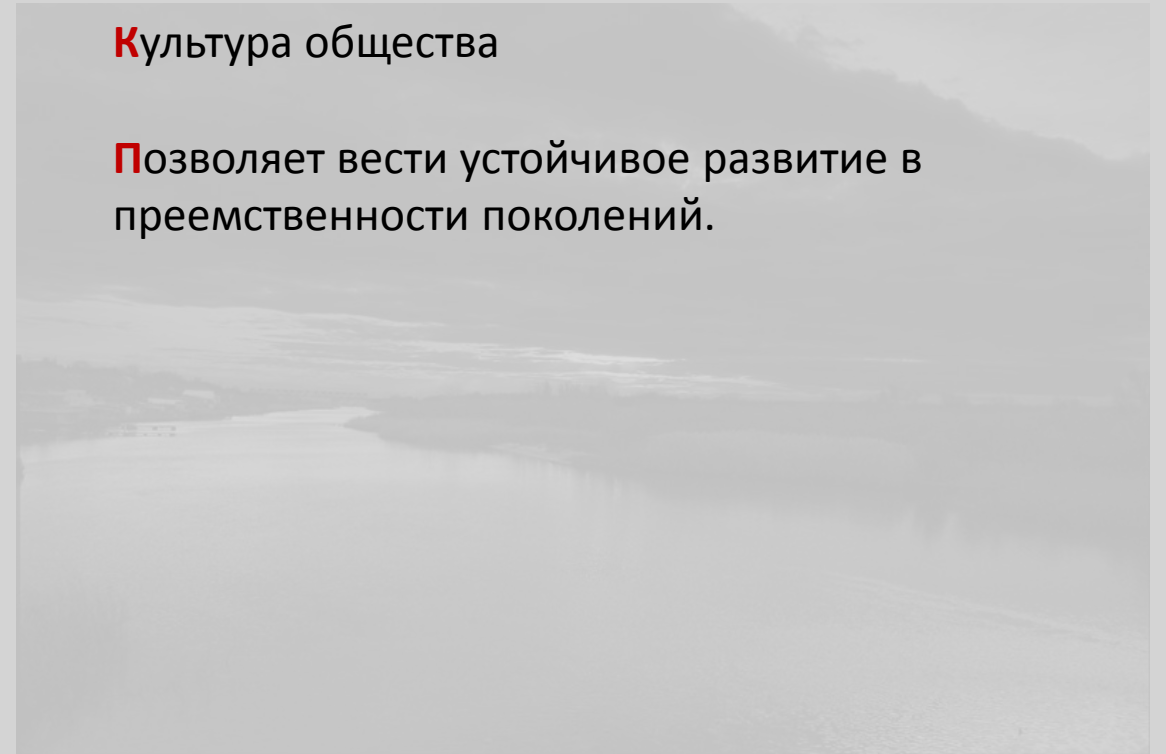 Культура общества
Позволяет вести устойчивое развитие в
преемственности поколений.